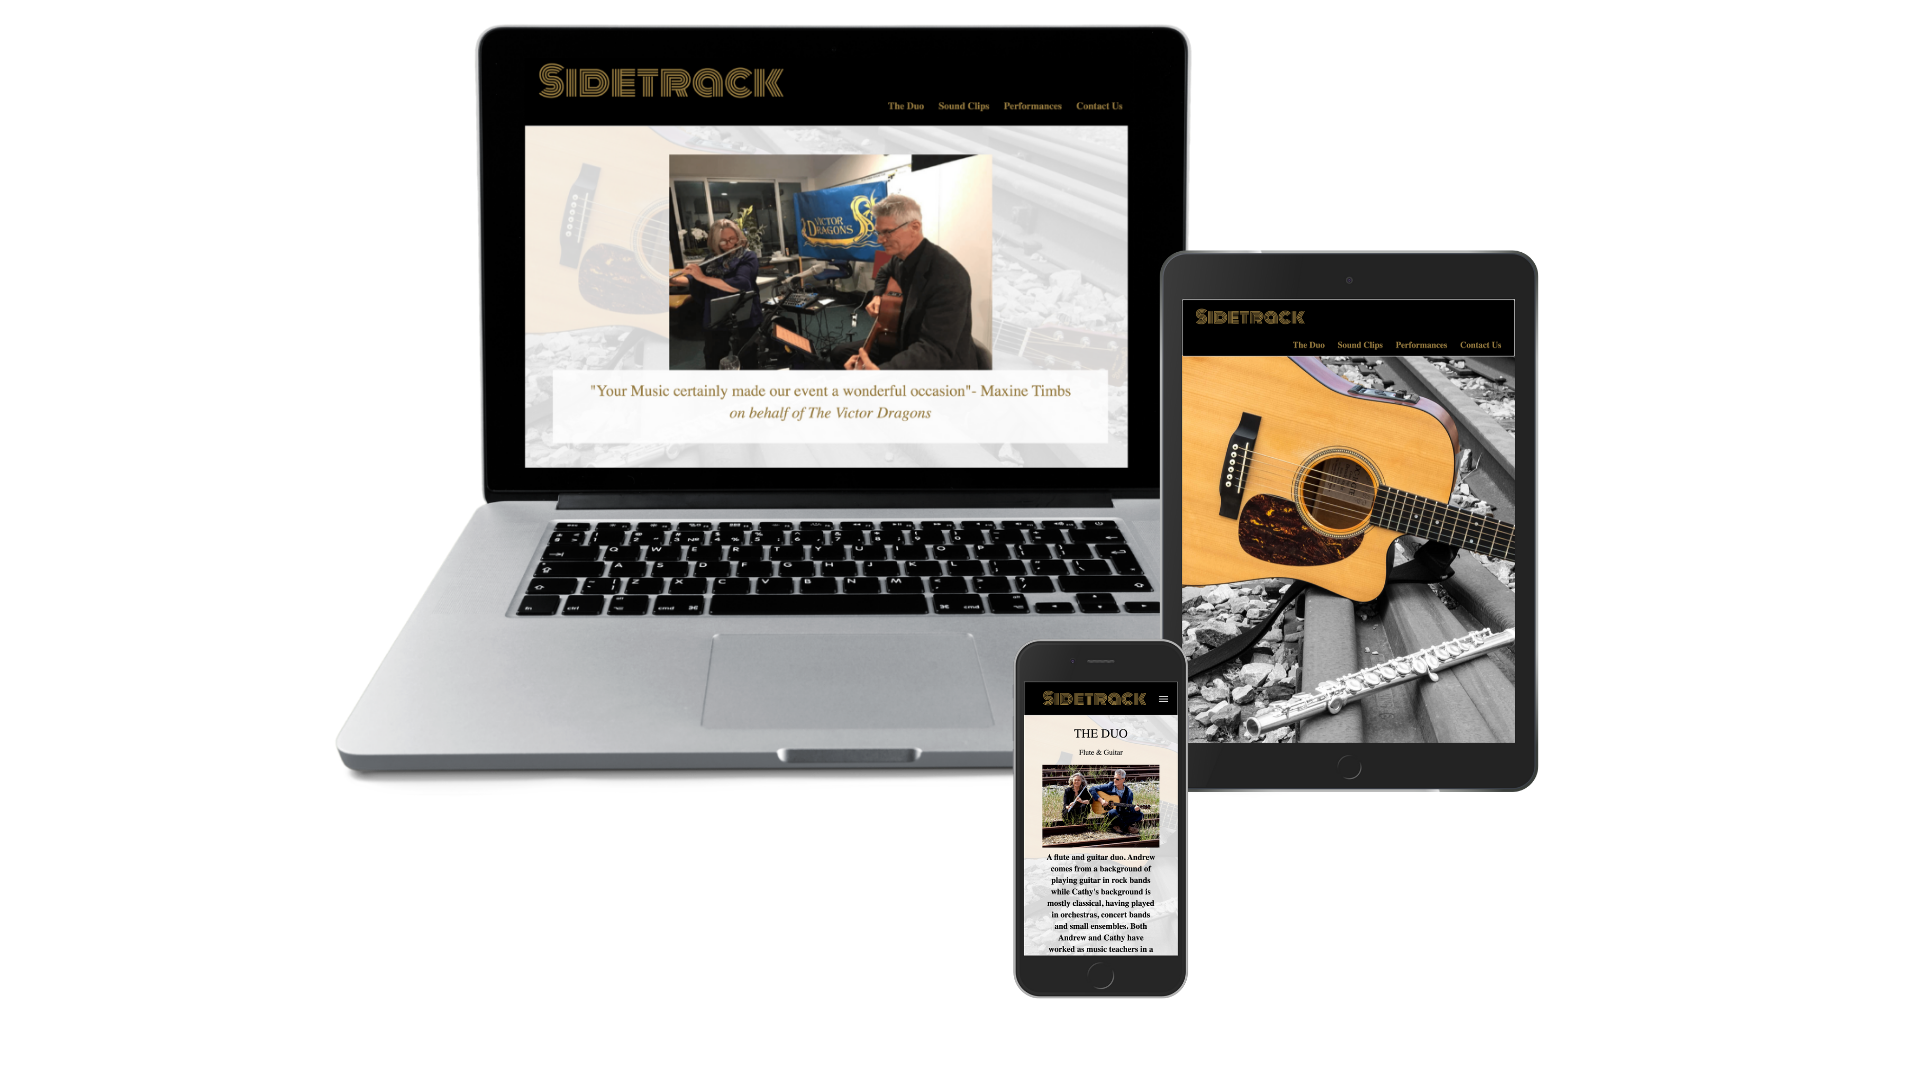 SIDETRACK
The Duo Sound Clips Performances Contact Us
VICTOR
DRAGONS
"Your Music certainly made our event a wonderful occasion"- Maxine Timbs
on behalf of The Victor Dragons
Q W E R T Y U I O P
A S D F G H J K L
Z X C V B N M
fn ctrl cmd cmd
SIDETRACK
The Duo Sound Clips Performances Contact Us
SIDETRACK
THE DUO
Flute & Guitar
A flute and guitar duo. Andrew
comes from a background of
playing guitar in rock bands
while Cathy's background is
mostly classical, having played
in orchestras, concert bands
and small ensembles. Both
Andrew and Cathy have
worked as music teachers in a